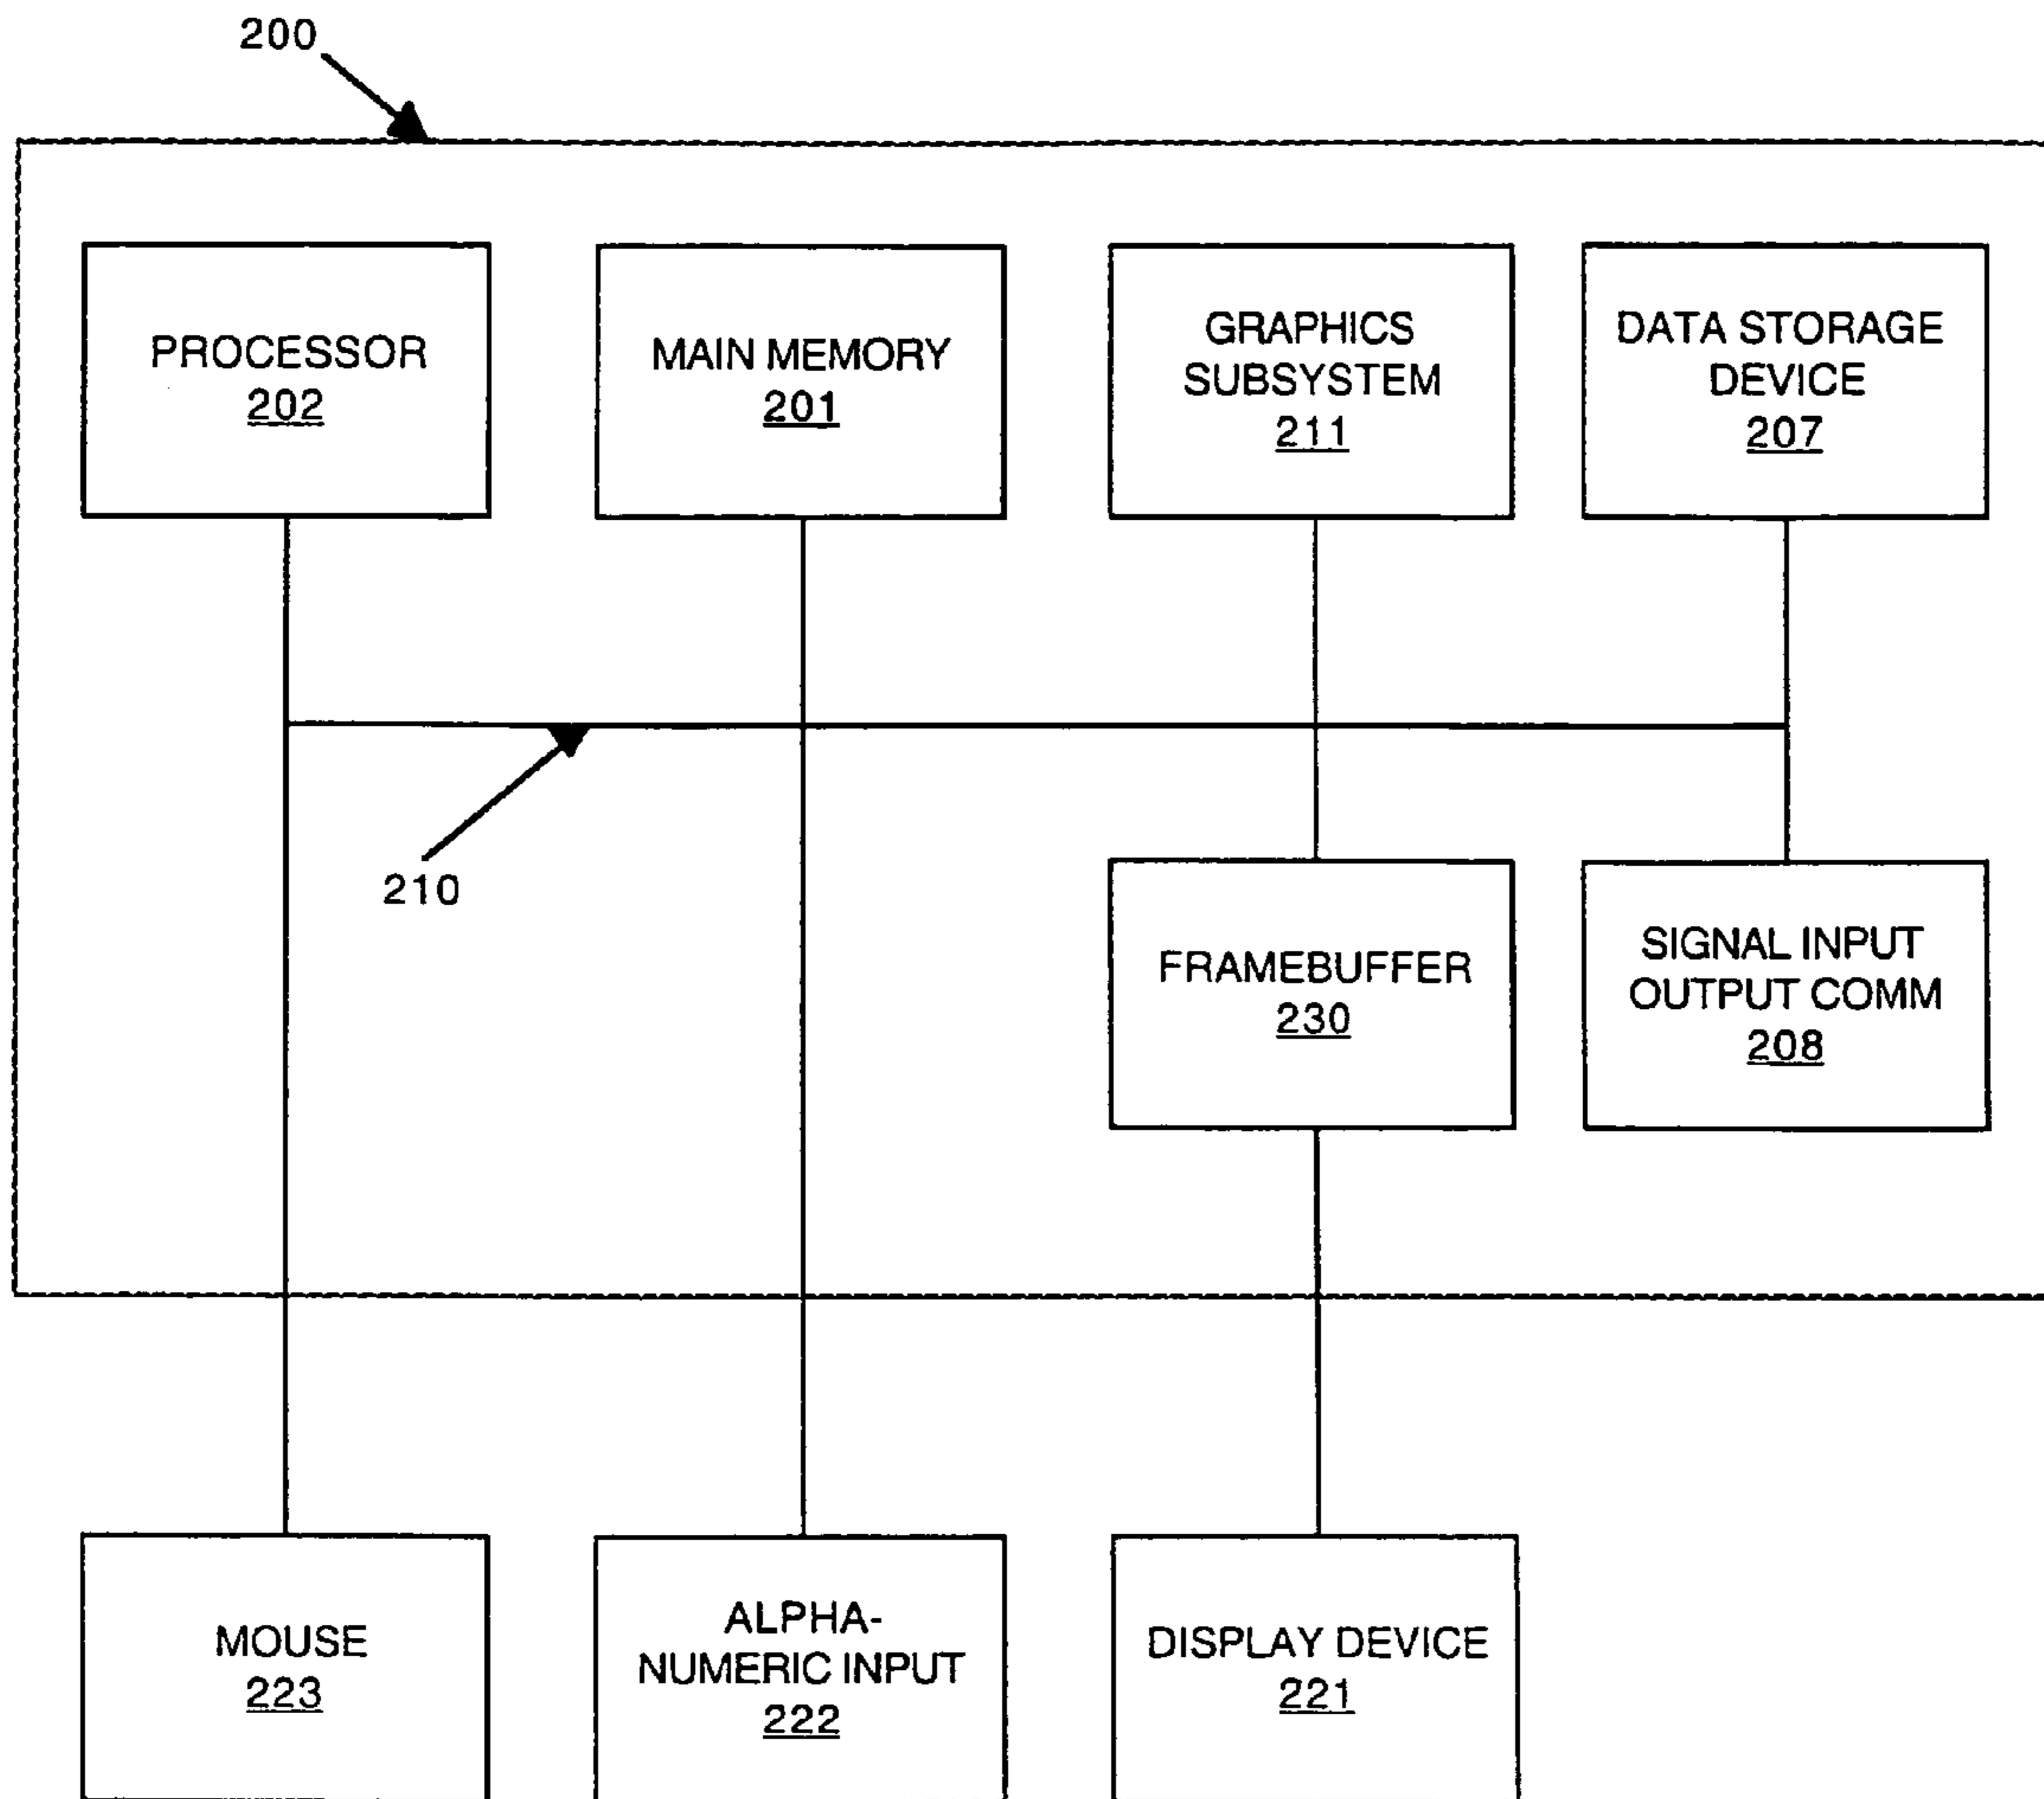 200
PROCESSOR
202
MAIN MEMORY
201
GRAPHICS
SUBSYSTEM
211
DATA STORAGE
DEVICE
207
210
FRAMEBUFFER
230
SIGNAL INPUT
OUTPUT COMM
208
MOUSE
223
ALPHA-
NUMERIC INPUT
222
DISPLAY DEVICE
221